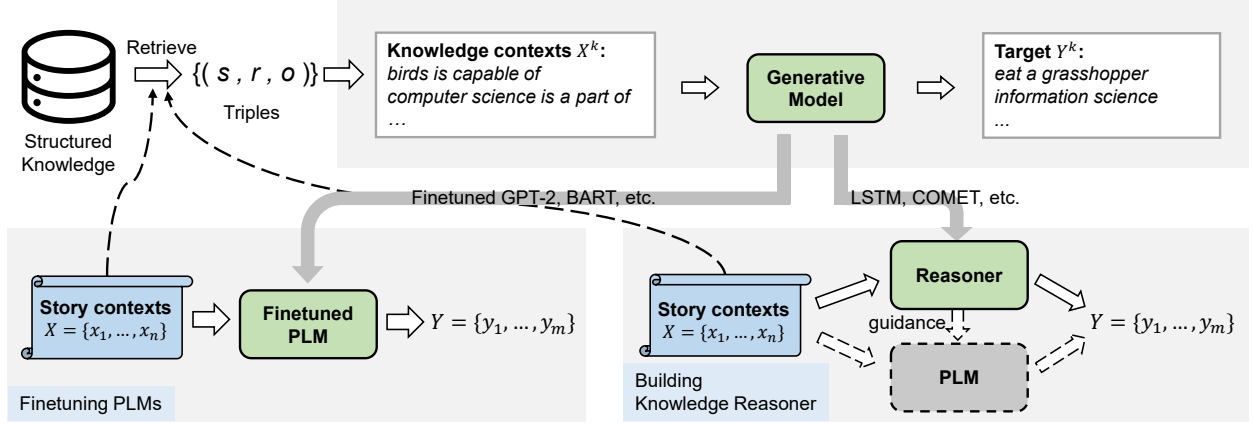 Retrieve
{( s , r , o )}
Triples
Structured
Knowledge
Knowledge contexts X^k:
birds is capable of
computer science is a part of
…
Generative
Model
Target Y^k:
eat a grasshopper
information science
...
Finetuned GPT-2, BART, etc.
LSTM, COMET, etc.
Story contexts
X = {x₁, … , xₙ}
Finetuned
PLM
Y = {y₁, … , yₘ}
Finetuning PLMs
Story contexts
X = {x₁, … , xₙ}
Reasoner
guidance
PLM
Y = {y₁, … , yₘ}
Building
Knowledge Reasoner